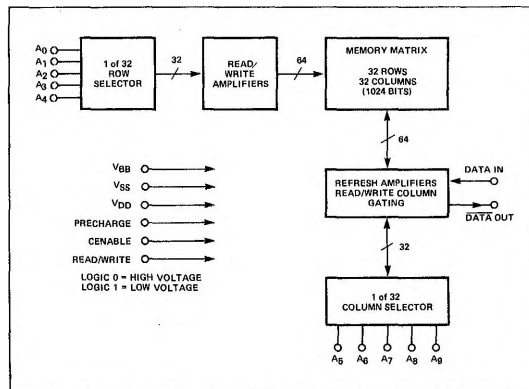 A0
A1
A2
A3
A4
1 of 32
ROW
SELECTOR
32
READ/
WRITE
AMPLIFIERS
64
MEMORY MATRIX
32 ROWS
32 COLUMNS
(1024 BITS)
64
VBB
VSS
VDD
PRECHARGE
CENABLE
READ/WRITE
LOGIC 0 = HIGH VOLTAGE
LOGIC 1 = LOW VOLTAGE
REFRESH AMPLIFIERS
READ/WRITE COLUMN
GATING
DATA IN
DATA OUT
32
1 of 32
COLUMN SELECTOR
A5 A6 A7 A8 A9